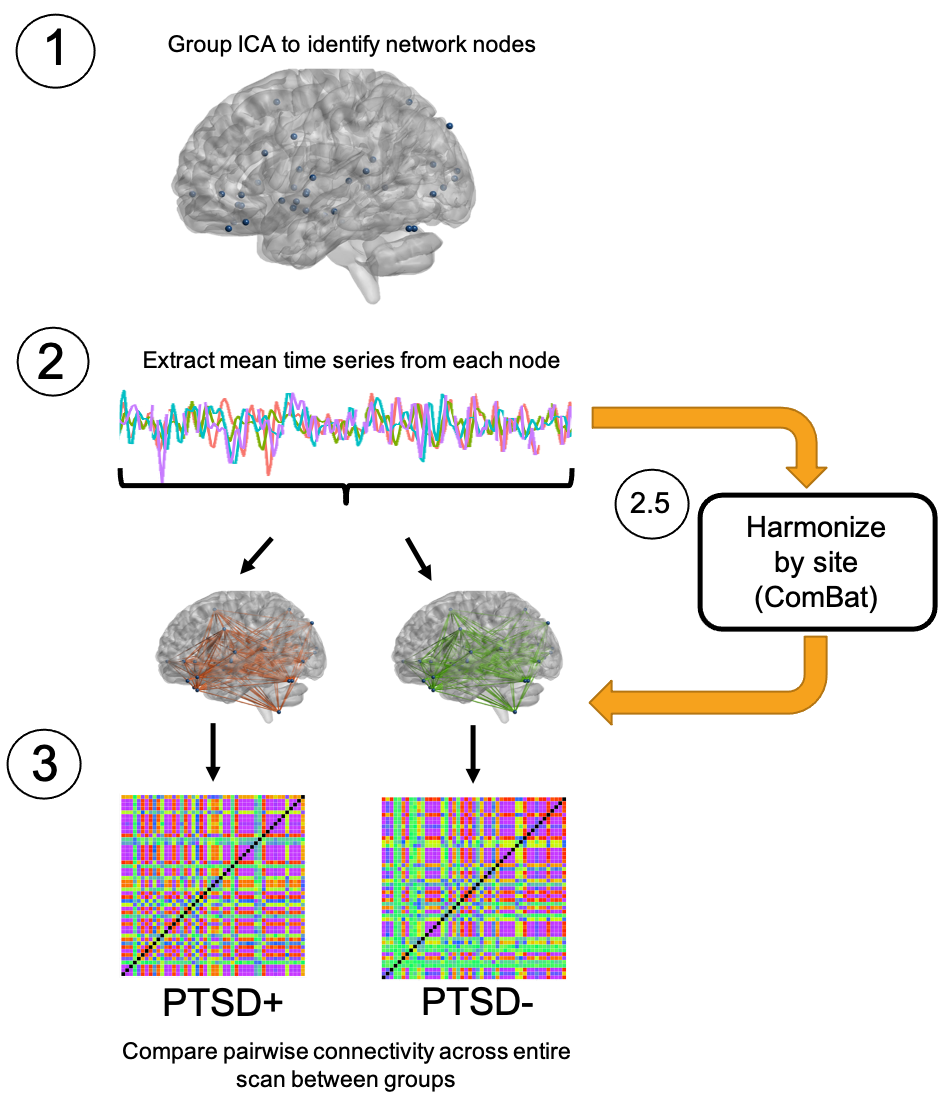 1
Group ICA to identify network nodes
2
Extract mean time series from each node
2.5
Harmonize
by site
(ComBat)
3
PTSD+
PTSD-
Compare pairwise connectivity across entire
scan between groups